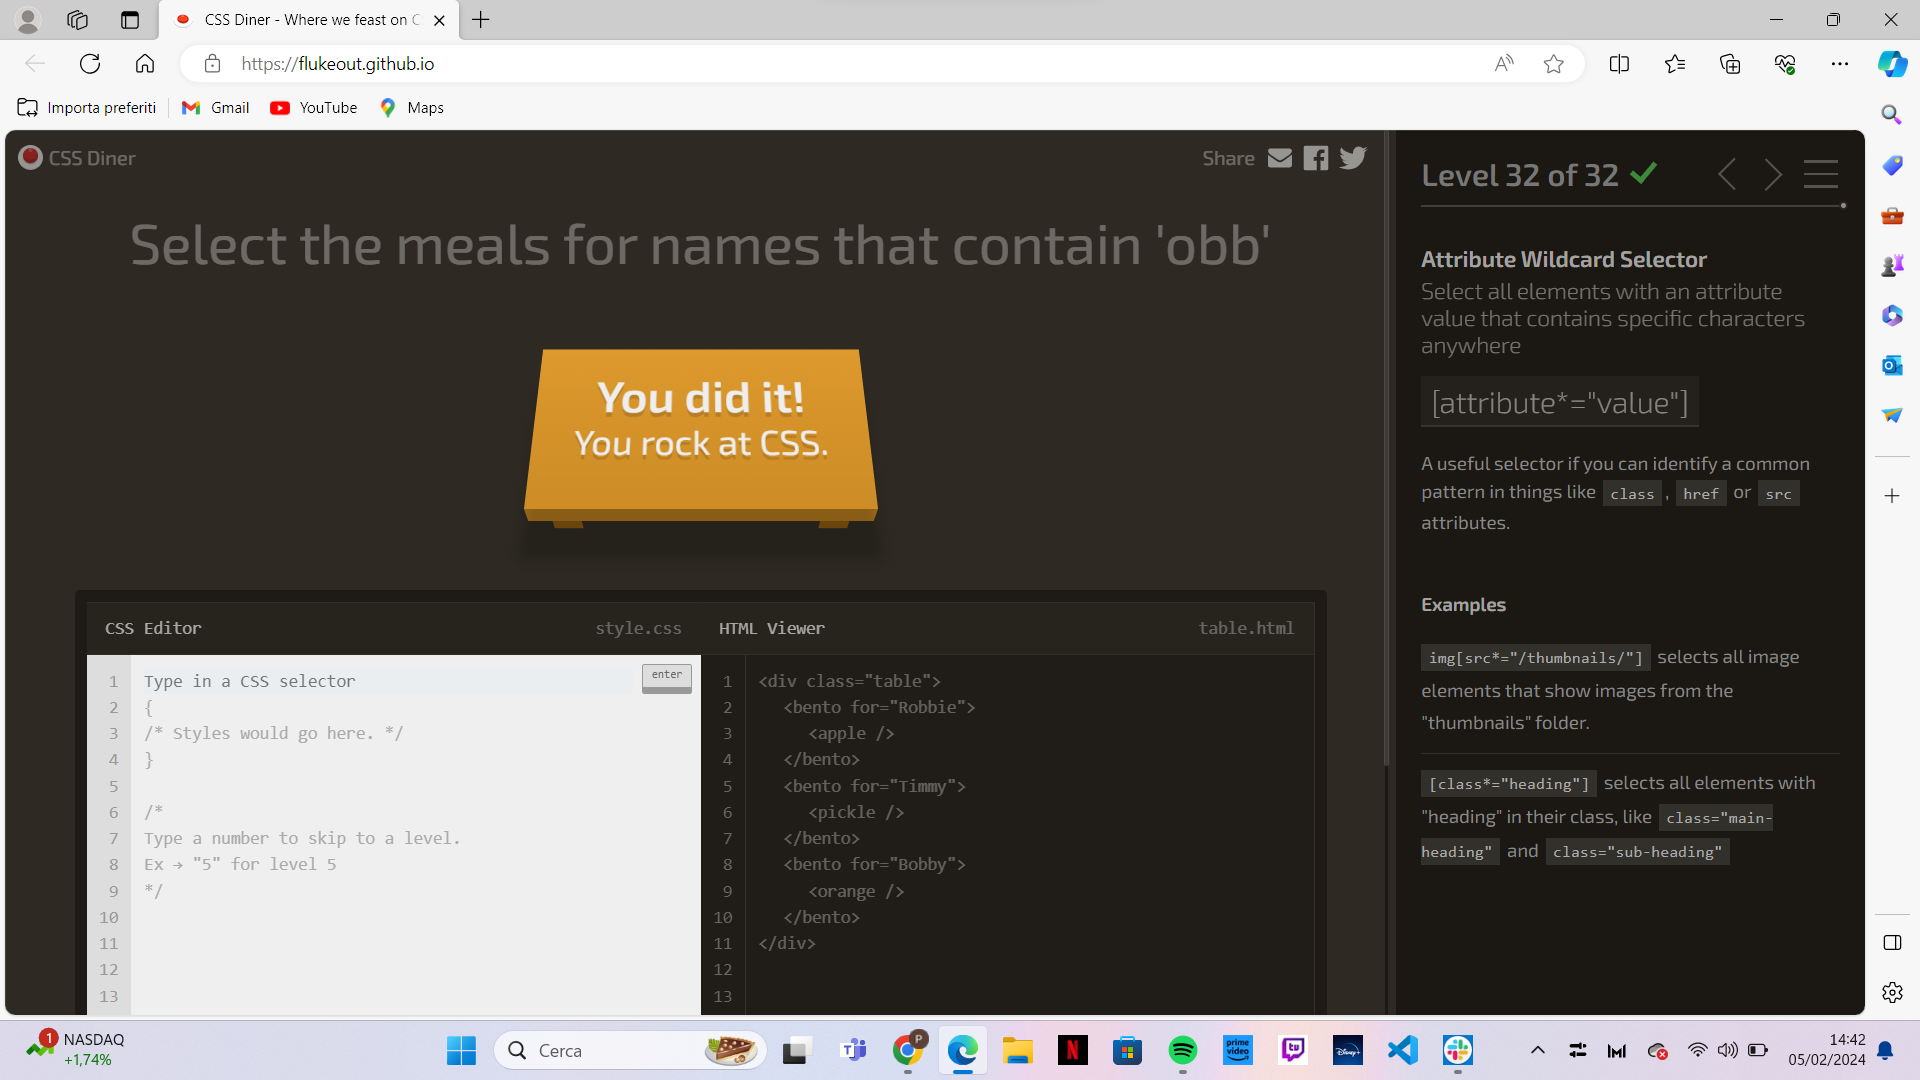 CSS Diner - Where we feast on C
https://flukeout.github.io
Importa preferiti
Gmail
YouTube
Maps
CSS Diner
Share
Select the meals for names that contain 'obb'
You did it!
You rock at CSS.
CSS Editor
style.css
HTML Viewer
table.html
enter
1 Type in a CSS selector
2 {
3 /* Styles would go here. */
4 }
5
6 /*
7 Type a number to skip to a level.
8 Ex → "5" for level 5
9 */
10
11
12
13
1 <div class="table">
2 <bento for="Robbie">
3 <apple />
4 </bento>
5 <bento for="Timmy">
6 <pickle />
7 </bento>
8 <bento for="Bobby">
9 <orange />
10 </bento>
11 </div>
12
13
Level 32 of 32
Attribute Wildcard Selector
Select all elements with an attribute
value that contains specific characters
anywhere
[attribute*="value"]
A useful selector if you can identify a common
pattern in things like class , href or src
attributes.
Examples
img[src*="/thumbnails/"] selects all image
elements that show images from the
"thumbnails" folder.
[class*="heading"] selects all elements with
"heading" in their class, like class="main-
heading" and class="sub-heading"
1
NASDAQ
+1,74%
Cerca
P
prime video
Disney+
14:42
05/02/2024